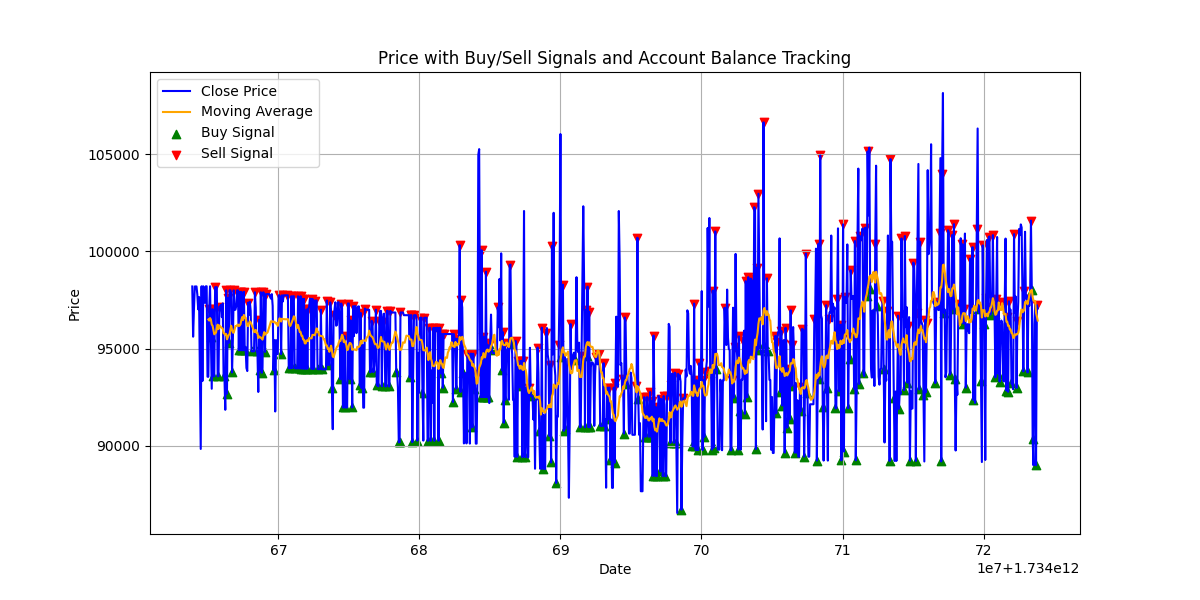 Price with Buy/Sell Signals and Account Balance Tracking
Close Price
Moving Average
Buy Signal
Sell Signal
105000
100000
95000
90000
Price
67 68 69 70 71 72
1e7+1.734e12
Date